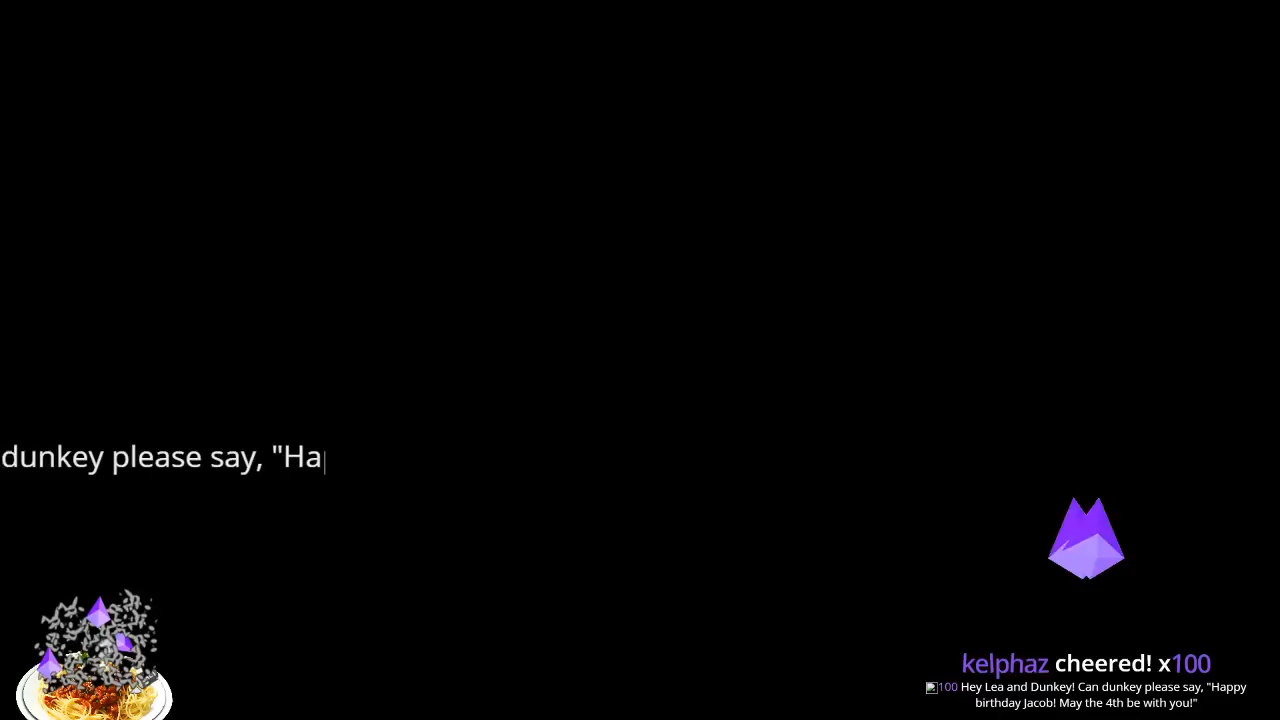 dunkey please say, "Hap
kelphaz cheered! x100
100 Hey Lea and Dunkey! Can dunkey please say, "Happy
birthday Jacob! May the 4th be with you!"